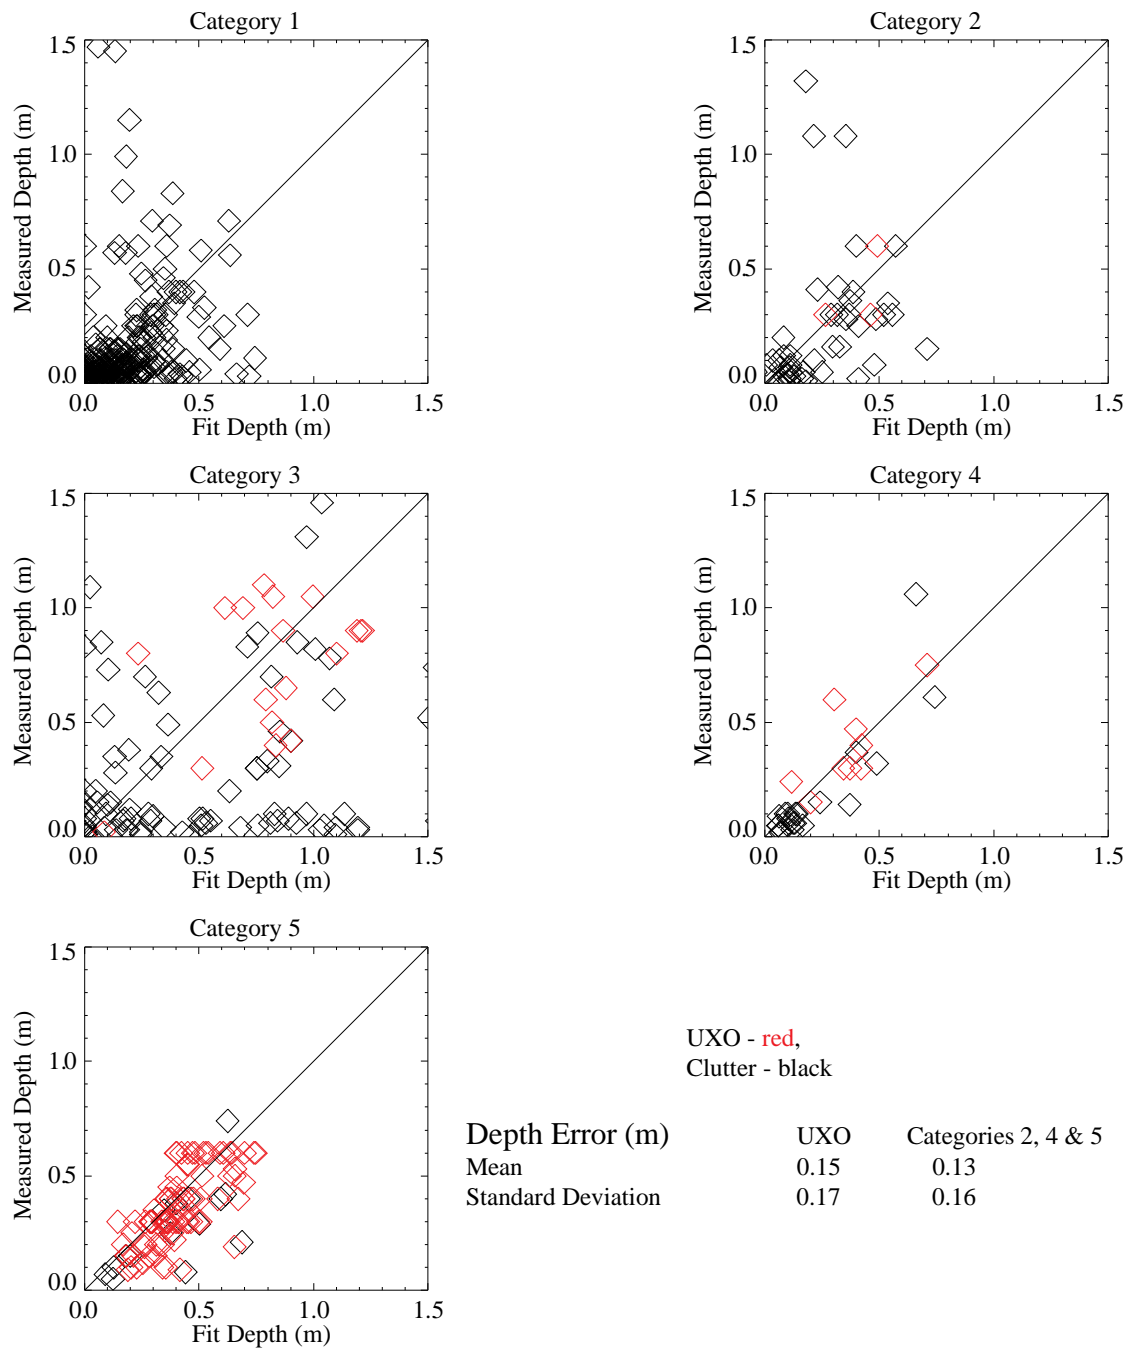 Category 1
1.5
1.0
0.5
0.0
Measured Depth (m)
0.0 0.5 1.0 1.5
Fit Depth (m)
Category 2
1.5
1.0
0.5
0.0
Measured Depth (m)
0.0 0.5 1.0 1.5
Fit Depth (m)
Category 3
1.5
1.0
0.5
0.0
Measured Depth (m)
0.0 0.5 1.0 1.5
Fit Depth (m)
Category 4
1.5
1.0
0.5
0.0
Measured Depth (m)
0.0 0.5 1.0 1.5
Fit Depth (m)
Category 5
1.5
1.0
0.5
0.0
Measured Depth (m)
0.0 0.5 1.0 1.5
Fit Depth (m)
UXO - red,
Clutter - black
Depth Error (m) UXO Categories 2, 4 & 5
Mean 0.15 0.13
Standard Deviation 0.17 0.16